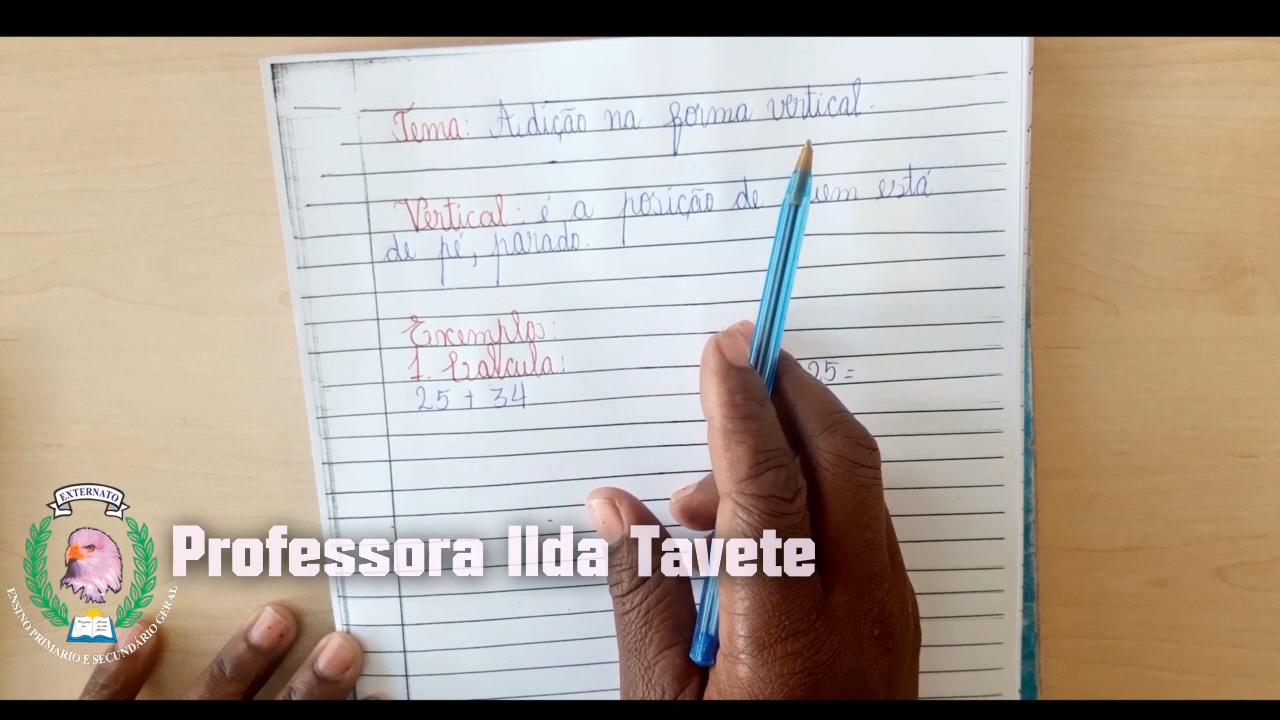 Tema: Adição na forma vertical.
Vertical: é a posição de está
de pé, parado.
Exemplo:
1. Calcula:
25 + 34
25 =
EXTERNATO
ENSINO PRIMÁRIO E SECUNDÁRIO GERAL
Professora Ilda Tavete